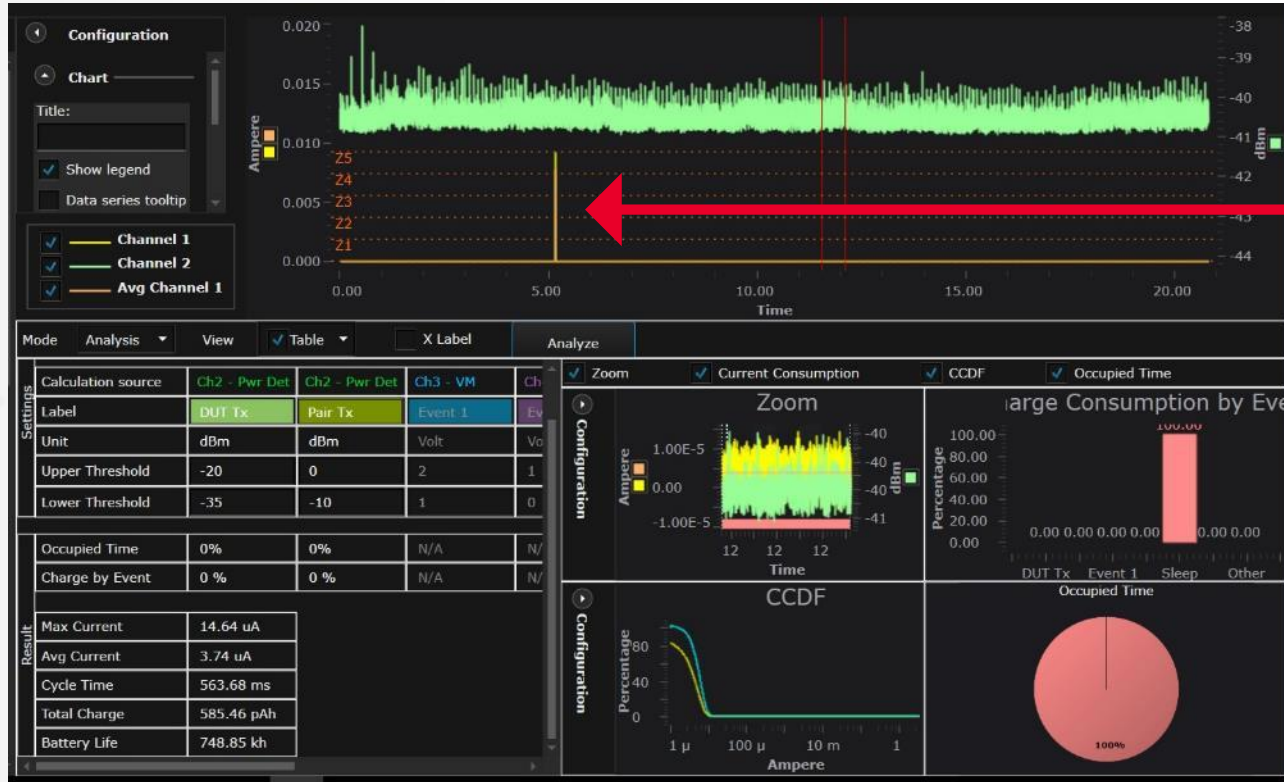 Configuration
Chart
Title:
Show legend
Data series tooltip
Channel 1
Channel 2
Avg Channel 1
0.020
0.015
0.010
0.005
0.000
Ampere
Z5
Z4
Z3
Z2
Z1
0.00 5.00 10.00 15.00 20.00
Time
-38
-39
-40
-41
-42
-43
-44
dBm
Mode Analysis View Table X Label Analyze
Settings
Calculation source Ch2 - Pwr Det Ch2 - Pwr Det Ch3 - VM Ch
Label DUT Tx Pair Tx Event 1 Ev
Unit dBm dBm Volt Vo
Upper Threshold -20 0 2 1
Lower Threshold -35 -10 1 0
Result
Occupied Time 0% 0% N/A N/
Charge by Event 0 % 0 % N/A N/
Max Current 14.64 uA
Avg Current 3.74 uA
Cycle Time 563.68 ms
Total Charge 585.46 pAh
Battery Life 748.85 kh
Zoom Current Consumption CCDF Occupied Time
Configuration
Zoom
Ampere
1.00E-5
0.00
-1.00E-5
-40
-40
-40
-41
dBm
12 12 12
Time
arge Consumption by Eve
Percentage
100.00
80.00
60.00
40.00
20.00
0.00
100.00
0.00 0.00 0.00 0.00 0.00 0.00
DUT Tx Event 1 Sleep Other
Configuration
CCDF
Percentage
80
40
0
1 µ 100 µ 10 m 1
Ampere
Occupied Time
100%